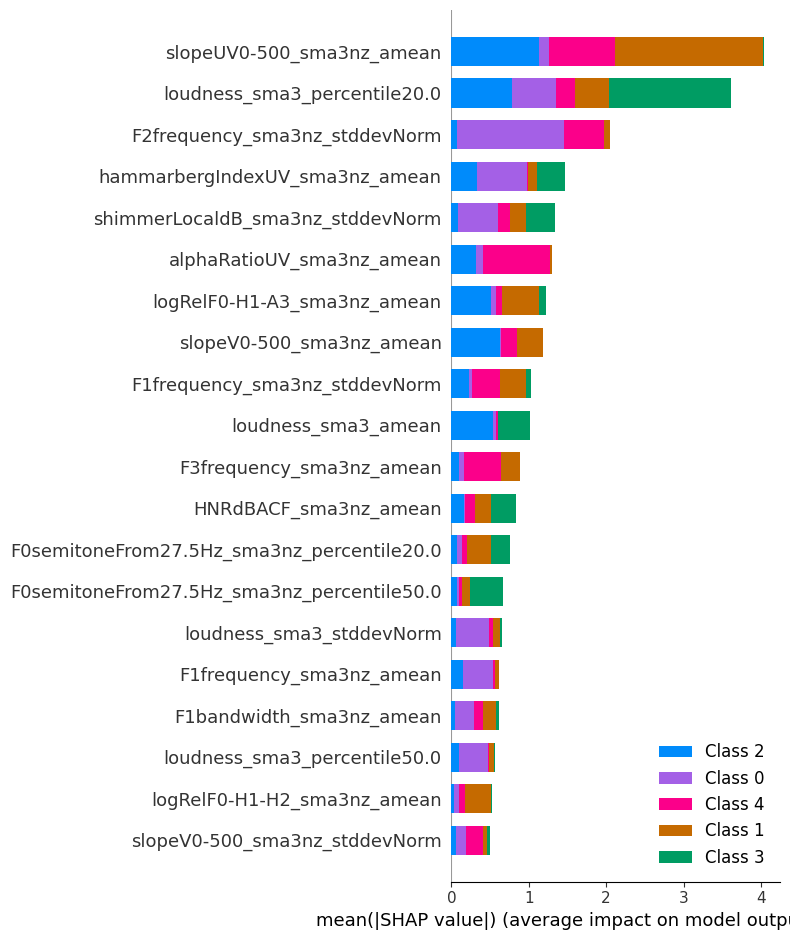 slopeUV0-500_sma3nz_amean
loudness_sma3_percentile20.0
F2frequency_sma3nz_stddevNorm
hammarbergIndexUV_sma3nz_amean
shimmerLocaldB_sma3nz_stddevNorm
alphaRatioUV_sma3nz_amean
logRelF0-H1-A3_sma3nz_amean
slopeV0-500_sma3nz_amean
F1frequency_sma3nz_stddevNorm
loudness_sma3_amean
F3frequency_sma3nz_amean
HNRdBACF_sma3nz_amean
F0semitoneFrom27.5Hz_sma3nz_percentile20.0
F0semitoneFrom27.5Hz_sma3nz_percentile50.0
loudness_sma3_stddevNorm
F1frequency_sma3nz_amean
F1bandwidth_sma3nz_amean
loudness_sma3_percentile50.0
logRelF0-H1-H2_sma3nz_amean
slopeV0-500_sma3nz_stddevNorm
Class 2
Class 0
Class 4
Class 1
Class 3
0 1 2 3 4
mean(|SHAP value|) (average impact on model outpu